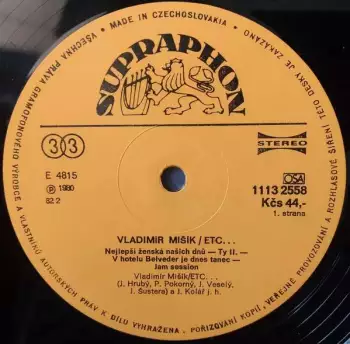 VŠECHNA PRÁVA GRAMOFONOVÉHO VÝROBCE A VLASTNÍKŮ AUTORSKÝCH PRÁV K DÍLU VYHRAZENA. POŘIZOVÁNÍ KOPIÍ, VEŘEJNÉ PROVOZOVÁNÍ A ROZHLASOVÉ ŠÍŘENÍ TÉTO DESKY JE ZAKÁZÁNO
• MADE IN CZECHOSLOVAKIA •
SUPRAPHON
33
STEREO
E 4815
Ⓟ 1980
82 2
OSA
1113 2558
Kčs 44,-
1. strana
VLADIMÍR MIŠÍK/ETC...
Nejlepší ženská našich dnů — Ty II. —
V hotelu Belveder je dnes tanec —
Jam session
Vladimír Mišík/ETC...
(J. Hrubý, P. Pokorný, J. Veselý,
J. Šustera) a J. Kolář j. h.